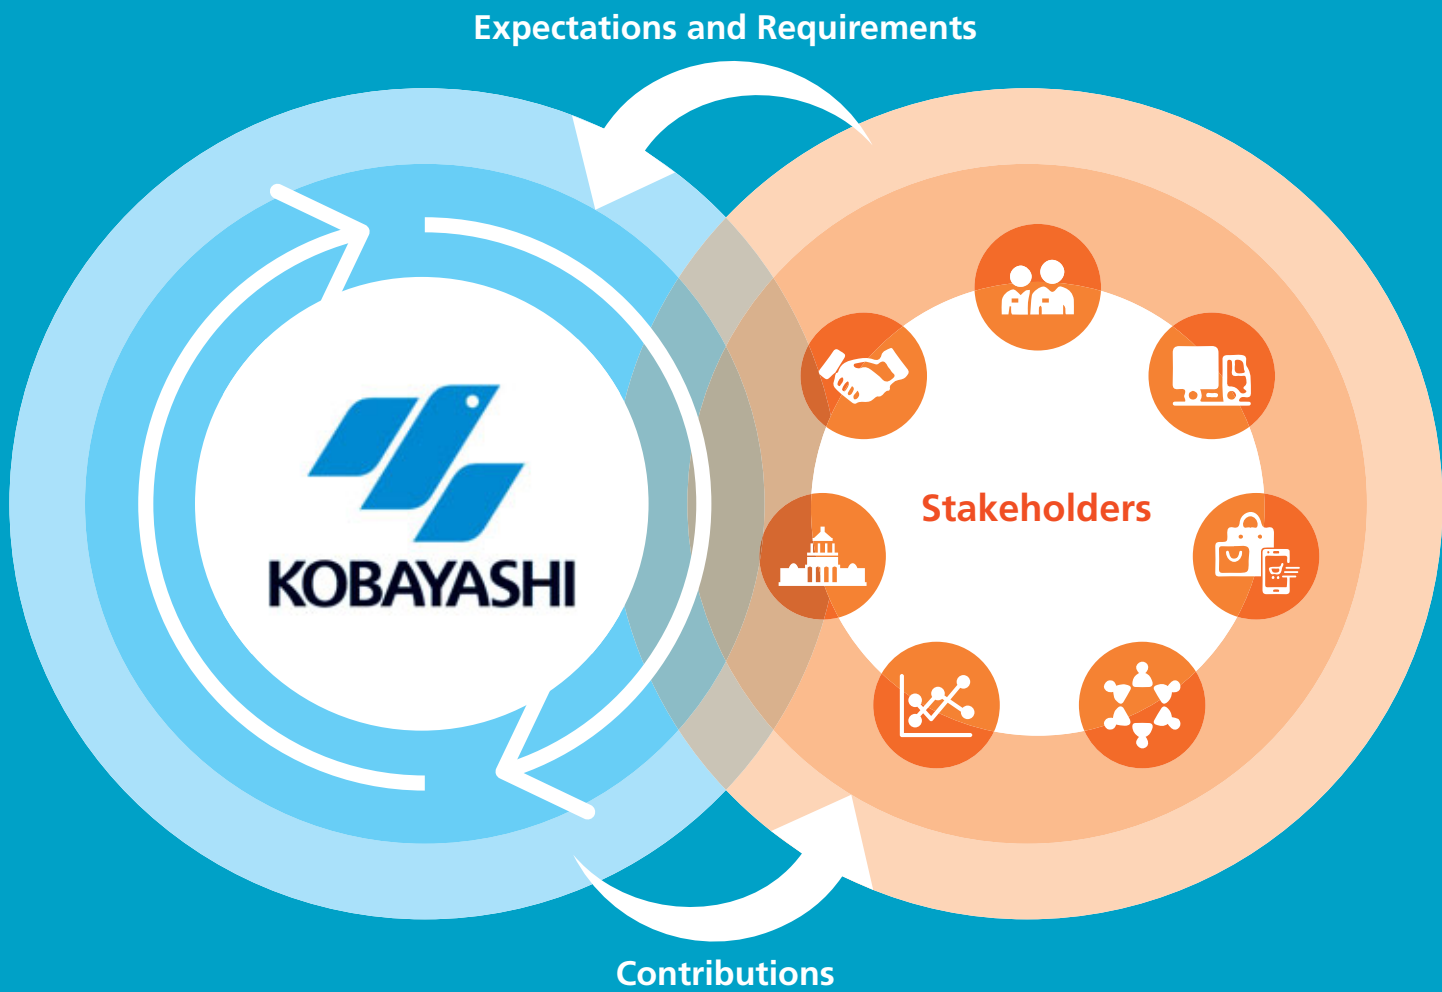 Expectations and Requirements
KOBAYASHI
Stakeholders
Contributions